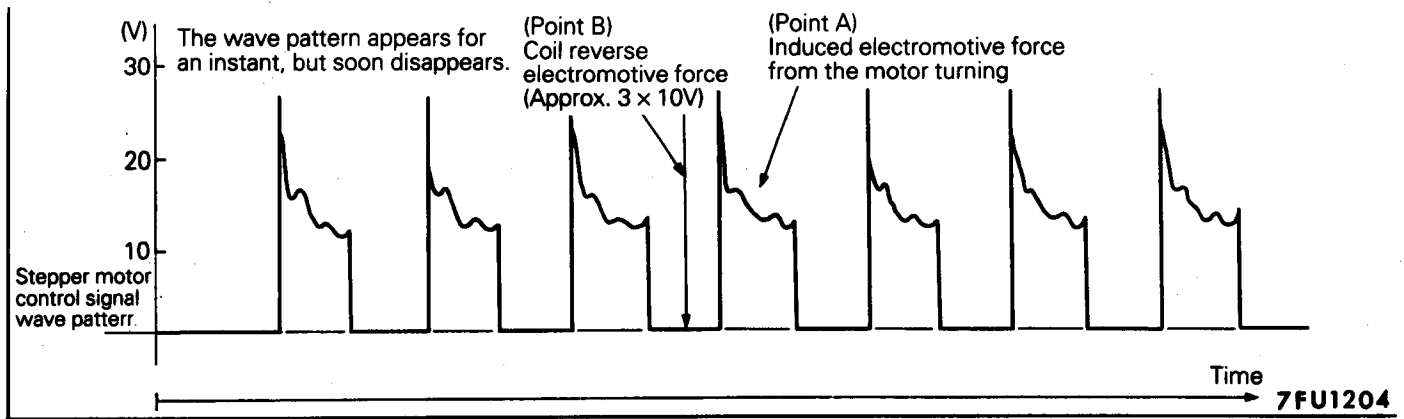 (V)
The wave pattern appears for
an instant, but soon disappears.
(Point B)
Coil reverse
electromotive force
(Approx. 3 × 10V)
(Point A)
Induced electromotive force
from the motor turning
30
20
10
Stepper motor
control signal
wave patterr.
Time
7FU1204